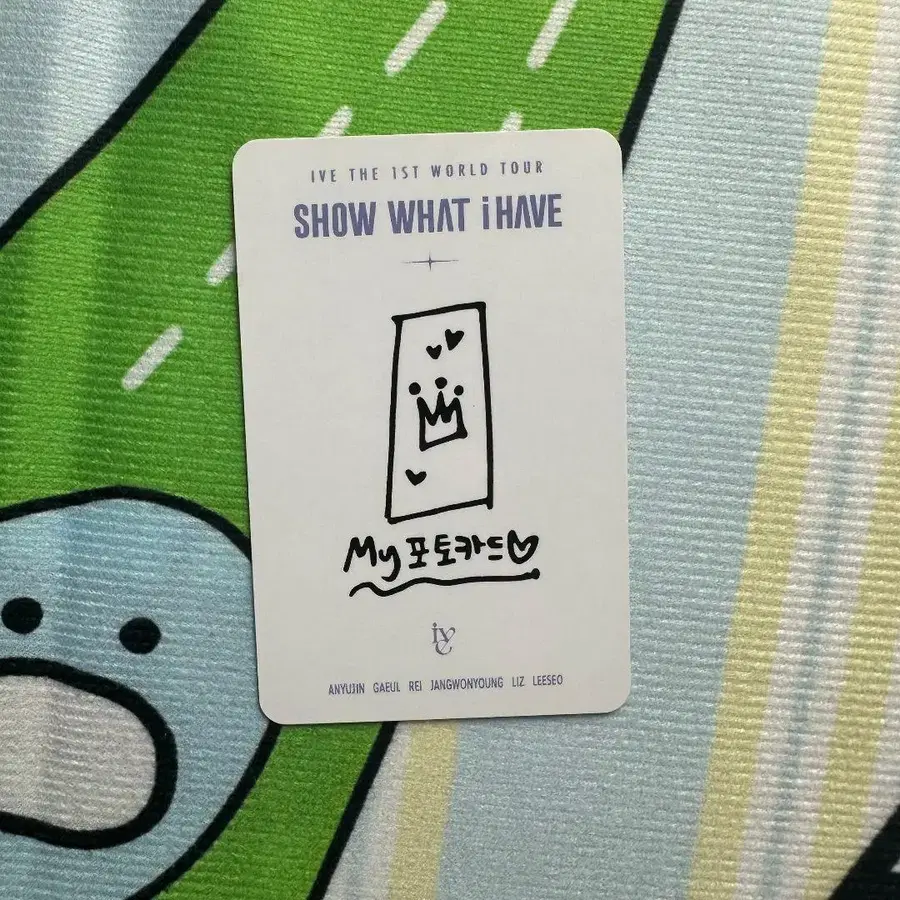 IVE THE 1ST WORLD TOUR
SHOW WHAT i HAVE
My 포토카드♡
ive
ANYUJIN GAEUL REI JANGWONYOUNG LIZ LEESEO